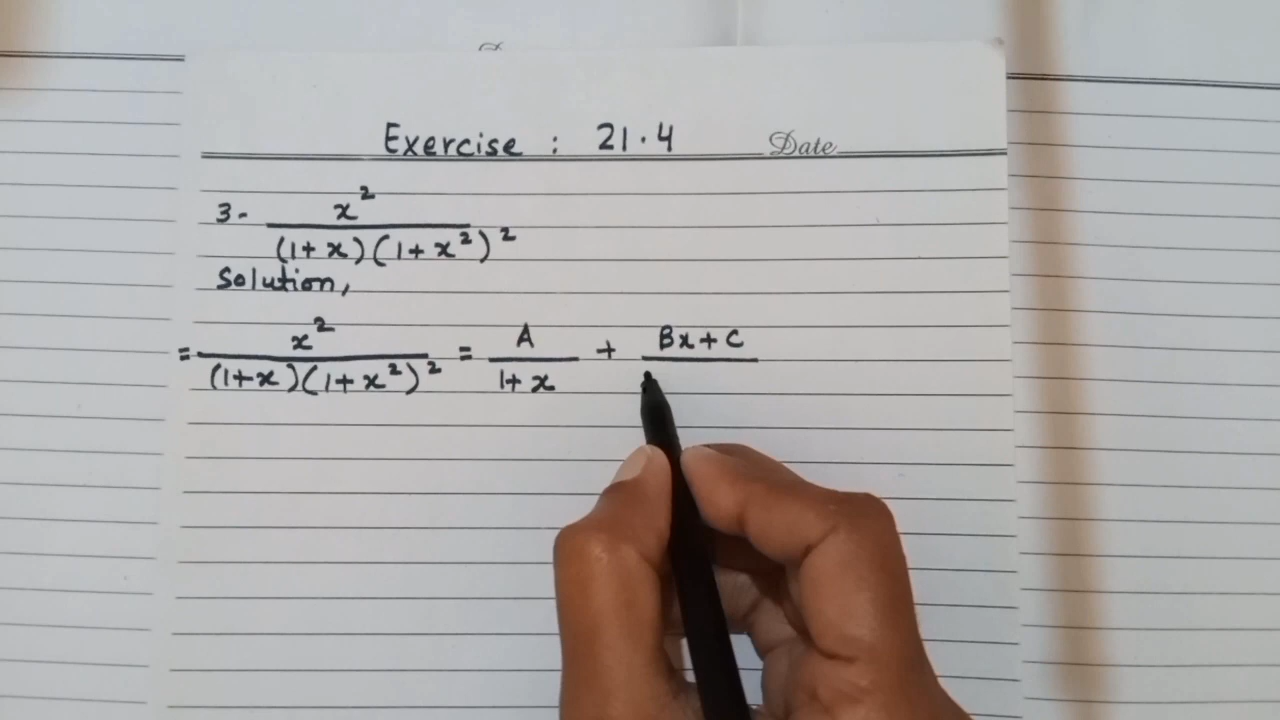 Exercise : 21.4 Date
3. x²
(1+x)(1+x²)²
Solution,
= x² / (1+x)(1+x²)² = A / 1+x + Bx+C